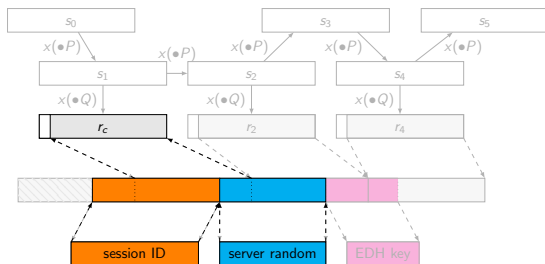 s0 s3 s5
x(●P) x(●P) x(●P) x(●P)
x(●P)
s1 s2 s4
x(●Q) x(●Q) x(●Q)
rc r2 r4
session ID server random EDH key